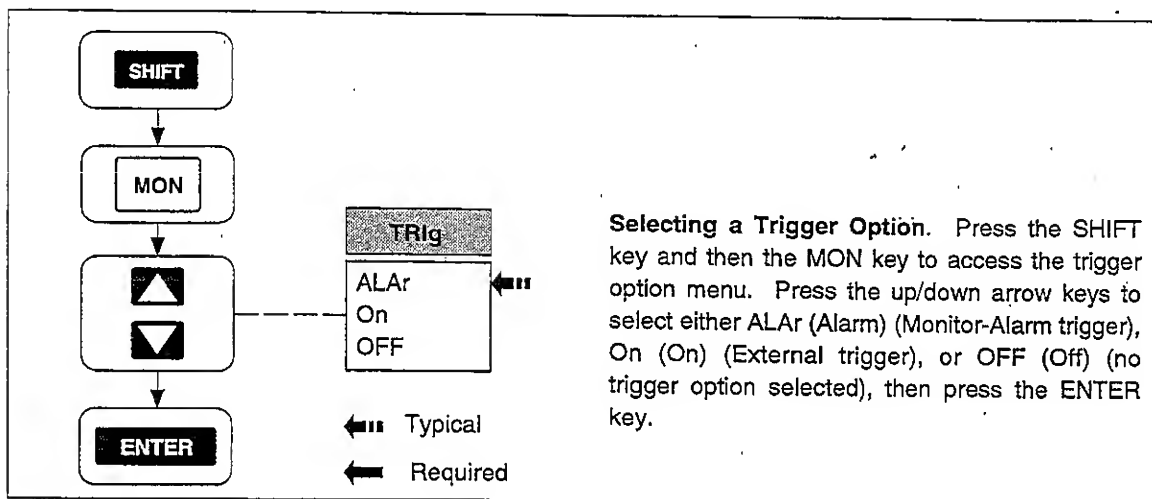 SHIFT
MON
TRIg
ALAr
On
OFF
ENTER
Typical
Required
Selecting a Trigger Option. Press the SHIFT
key and then the MON key to access the trigger
option menu. Press the up/down arrow keys to
select either ALAr (Alarm) (Monitor-Alarm trigger),
On (On) (External trigger), or OFF (Off) (no
trigger option selected), then press the ENTER
key.